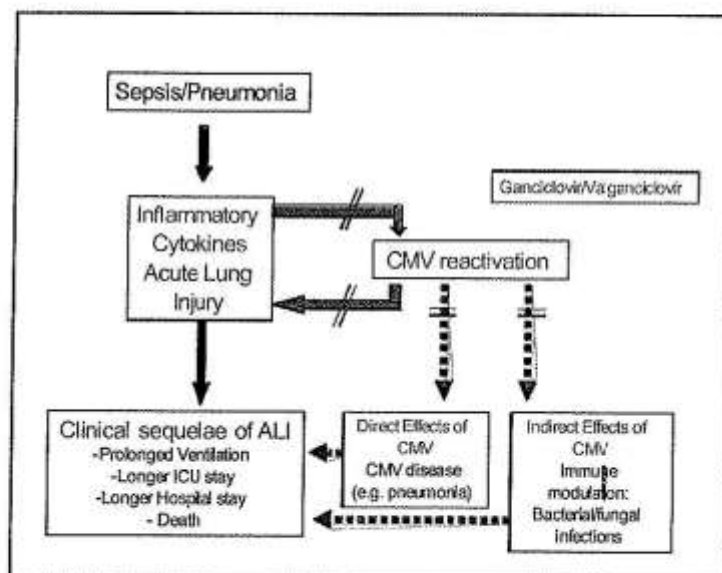 Sepsis/Pneumonia
Ganciclovir/Valganciclovir
Inflammatory
Cytokines
Acute Lung
Injury
CMV reactivation
Clinical sequelae of ALI
-Prolonged Ventilation
-Longer ICU stay
-Longer Hospital stay
- Death
Direct Effects of
CMV
CMV disease
(e.g. pneumonia)
Indirect Effects of
CMV
Immune
modulation:
Bacterial/fungal
infections